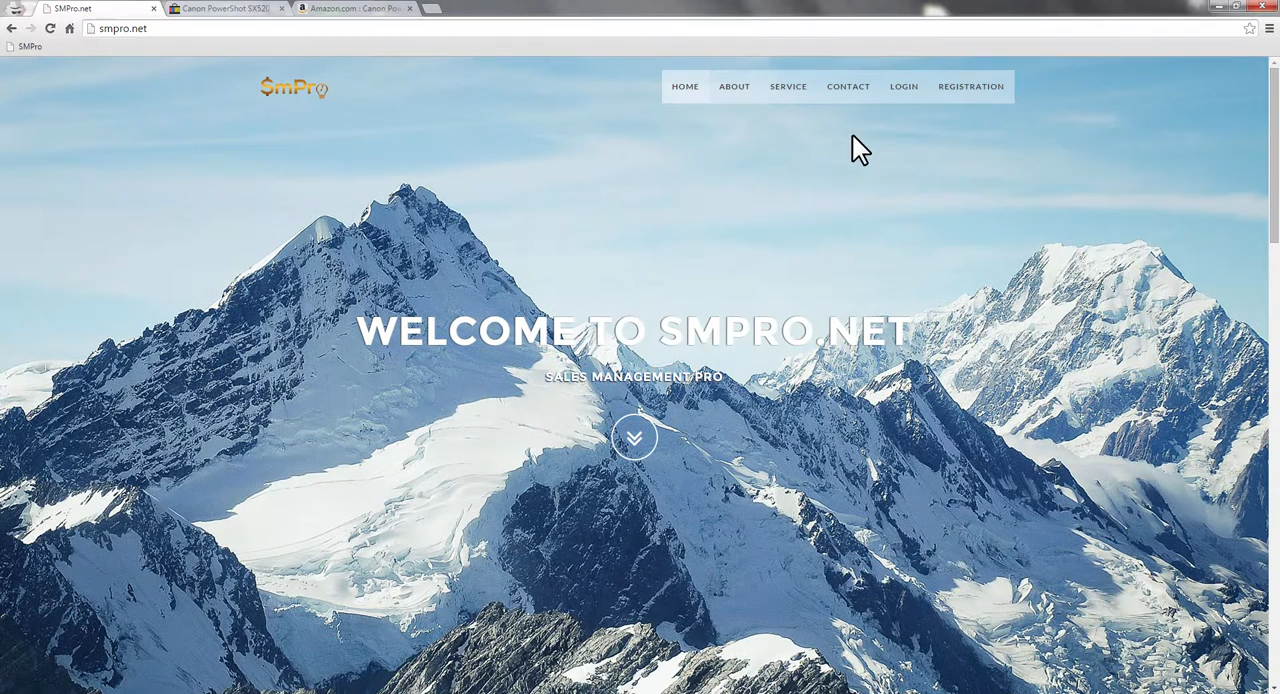 SMPro.net
Canon PowerShot SX520
Amazon.com : Canon Pow
smpro.net
SMPro
$mPro
HOME ABOUT SERVICE CONTACT LOGIN REGISTRATION
WELCOME TO SMPRO.NET
SALES MANAGEMENT PRO